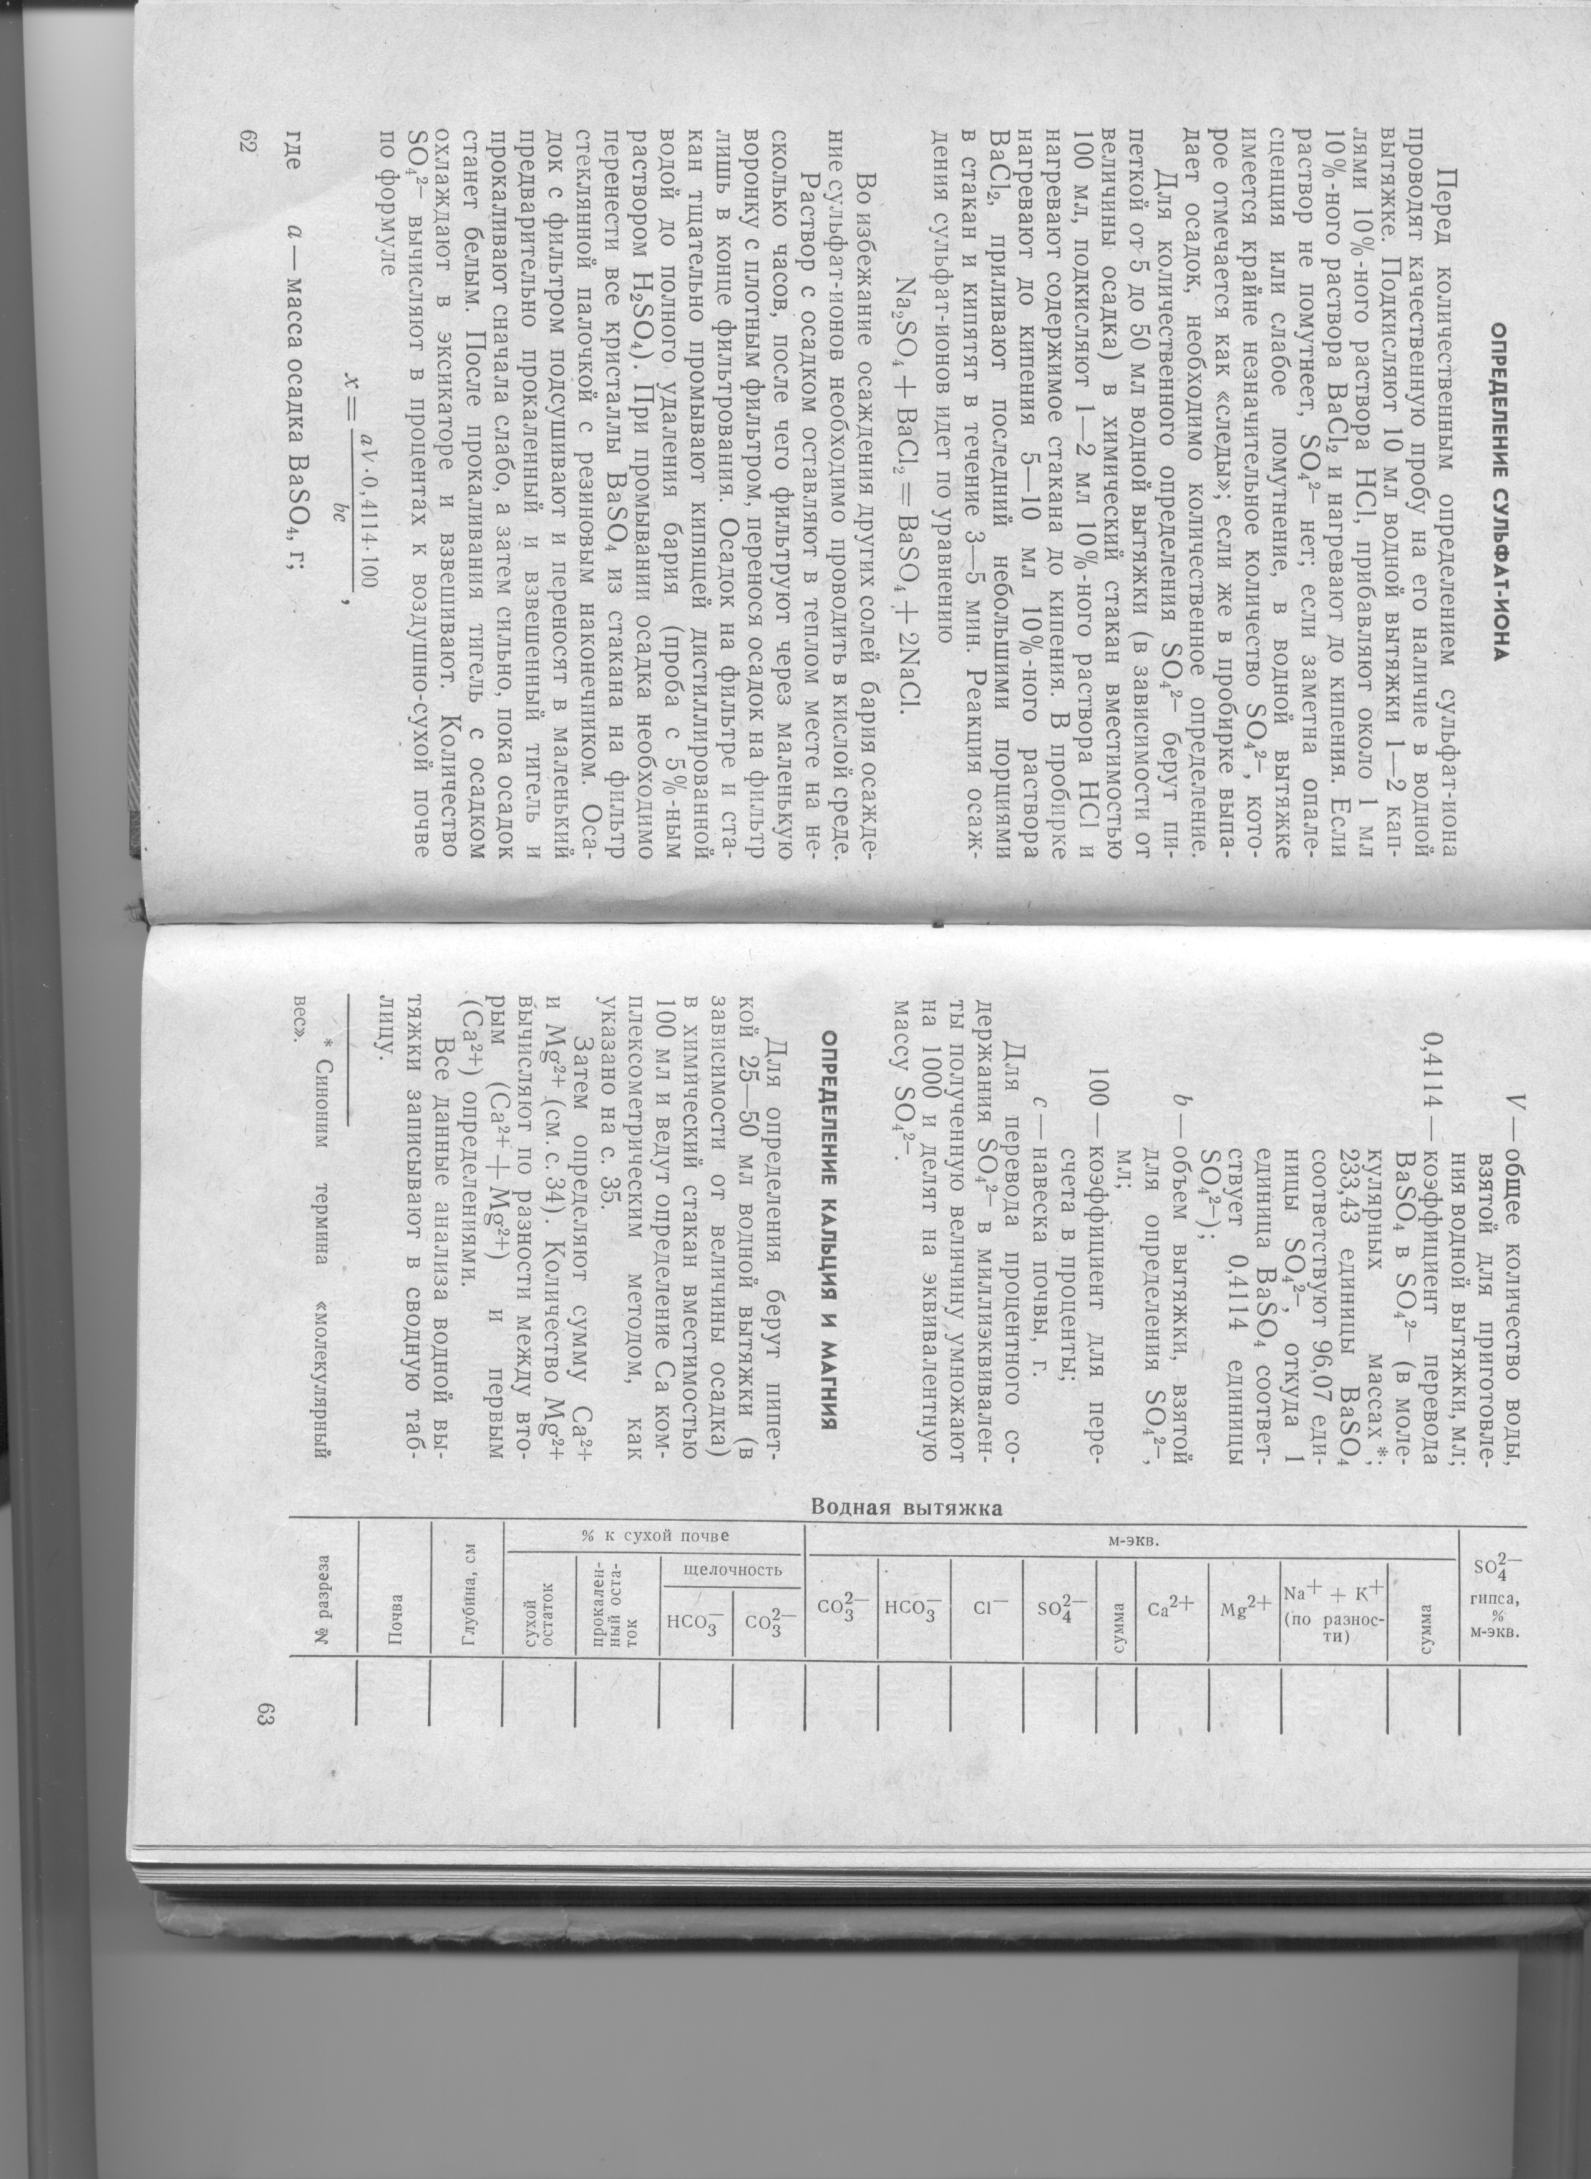 ОПРЕДЕЛЕНИЕ СУЛЬФАТ-ИОНА
Перед количественным определением сульфат-иона
проводят качественную пробу на его наличие в водной
вытяжке. Подкисляют 10 мл водной вытяжки 1—2 кап-
лями 10%-ного раствора HCl, прибавляют около 1 мл
10%-ного раствора BaCl₂ и нагревают до кипения. Если
раствор не помутнеет, SO₄²⁻ нет; если заметна опале-
сценция или слабое помутнение, в водной вытяжке
имеется крайне незначительное количество SO₄²⁻, кото-
рое отмечается как «следы»; если же в пробирке выпа-
дает осадок, необходимо количественное определение.
Для количественного определения SO₄²⁻ берут пи-
петкой от 5 до 50 мл водной вытяжки (в зависимости от
величины осадка) в химический стакан вместимостью
100 мл, подкисляют 1—2 мл 10%-ного раствора HCl и
нагревают содержимое стакана до кипения. В пробирке
нагревают до кипения 5—10 мл 10%-ного раствора
BaCl₂, приливают последний небольшими порциями
в стакан и кипятят в течение 3—5 мин. Реакция осаж-
дения сульфат-ионов идет по уравнению
Na₂SO₄ + BaCl₂ = BaSO₄ + 2NaCl.
Во избежание осаждения других солей бария осажде-
ние сульфат-ионов необходимо проводить в кислой среде.
Раствор с осадком оставляют в теплом месте на не-
сколько часов, после чего фильтруют через маленькую
воронку с плотным фильтром, перенося осадок на фильтр
лишь в конце фильтрования. Осадок на фильтре и ста-
кан тщательно промывают кипящей дистиллированной
водой до полного удаления бария (проба с 5%-ным
раствором H₂SO₄). При промывании осадка необходимо
перенести все кристаллы BaSO₄ из стакана на фильтр
стеклянной палочкой с резиновым наконечником. Оса-
док с фильтром подсушивают и переносят в маленький
предварительно прокаленный и взвешенный тигель и
прокаливают сначала слабо, а затем сильно, пока осадок
станет белым. После прокаливания тигель с осадком
охлаждают в эксикаторе и взвешивают. Количество
SO₄²⁻ вычисляют в процентах к воздушно-сухой почве
по формуле
x = aV·0,4114·100 / bc ,
где a — масса осадка BaSO₄, г;
62
V — общее количество воды,
взятой для приготовле-
ния водной вытяжки, мл;
0,4114 — коэффициент перевода
BaSO₄ в SO₄²⁻ (в моле-
кулярных массах *:
233,43 единицы BaSO₄
соответствуют 96,07 еди-
ницы SO₄²⁻, откуда 1
единица BaSO₄ соответ-
ствует 0,4114 единицы
SO₄²⁻);
b — объем вытяжки, взятой
для определения SO₄²⁻,
мл;
100 — коэффициент для пере-
счета в проценты;
c — навеска почвы, г.
Для перевода процентного со-
держания SO₄²⁻ в миллиэквивален-
ты полученную величину умножают
на 1000 и делят на эквивалентную
массу SO₄²⁻.
ОПРЕДЕЛЕНИЕ КАЛЬЦИЯ И МАГНИЯ
Для определения берут пипет-
кой 25—50 мл водной вытяжки (в
зависимости от величины осадка)
в химический стакан вместимостью
100 мл и ведут определение Ca ком-
плексометрическим методом, как
указано на с. 35.
Затем определяют сумму Ca²⁺
и Mg²⁺ (см. с. 34). Количество Mg²⁺
вычисляют по разности между вто-
рым (Ca²⁺ + Mg²⁺) и первым
(Ca²⁺) определениями.
Все данные анализа водной вы-
тяжки записывают в сводную таб-
лицу.
* Синоним термина «молекулярный
вес».
Водная вытяжка
№ разреза
Почва
Глубина, см
% к сухой почве
сухой
остаток
прокален-
ный оста-
ток
щелочность
HCO₃⁻
CO₃²⁻
м-экв.
CO₃²⁻
HCO₃⁻
Cl⁻
SO₄²⁻
сумма
Ca²⁺
Mg²⁺
Na⁺ + K⁺
(по разнос-
ти)
сумма
SO₄²⁻
гипса,
%
м-экв.
63